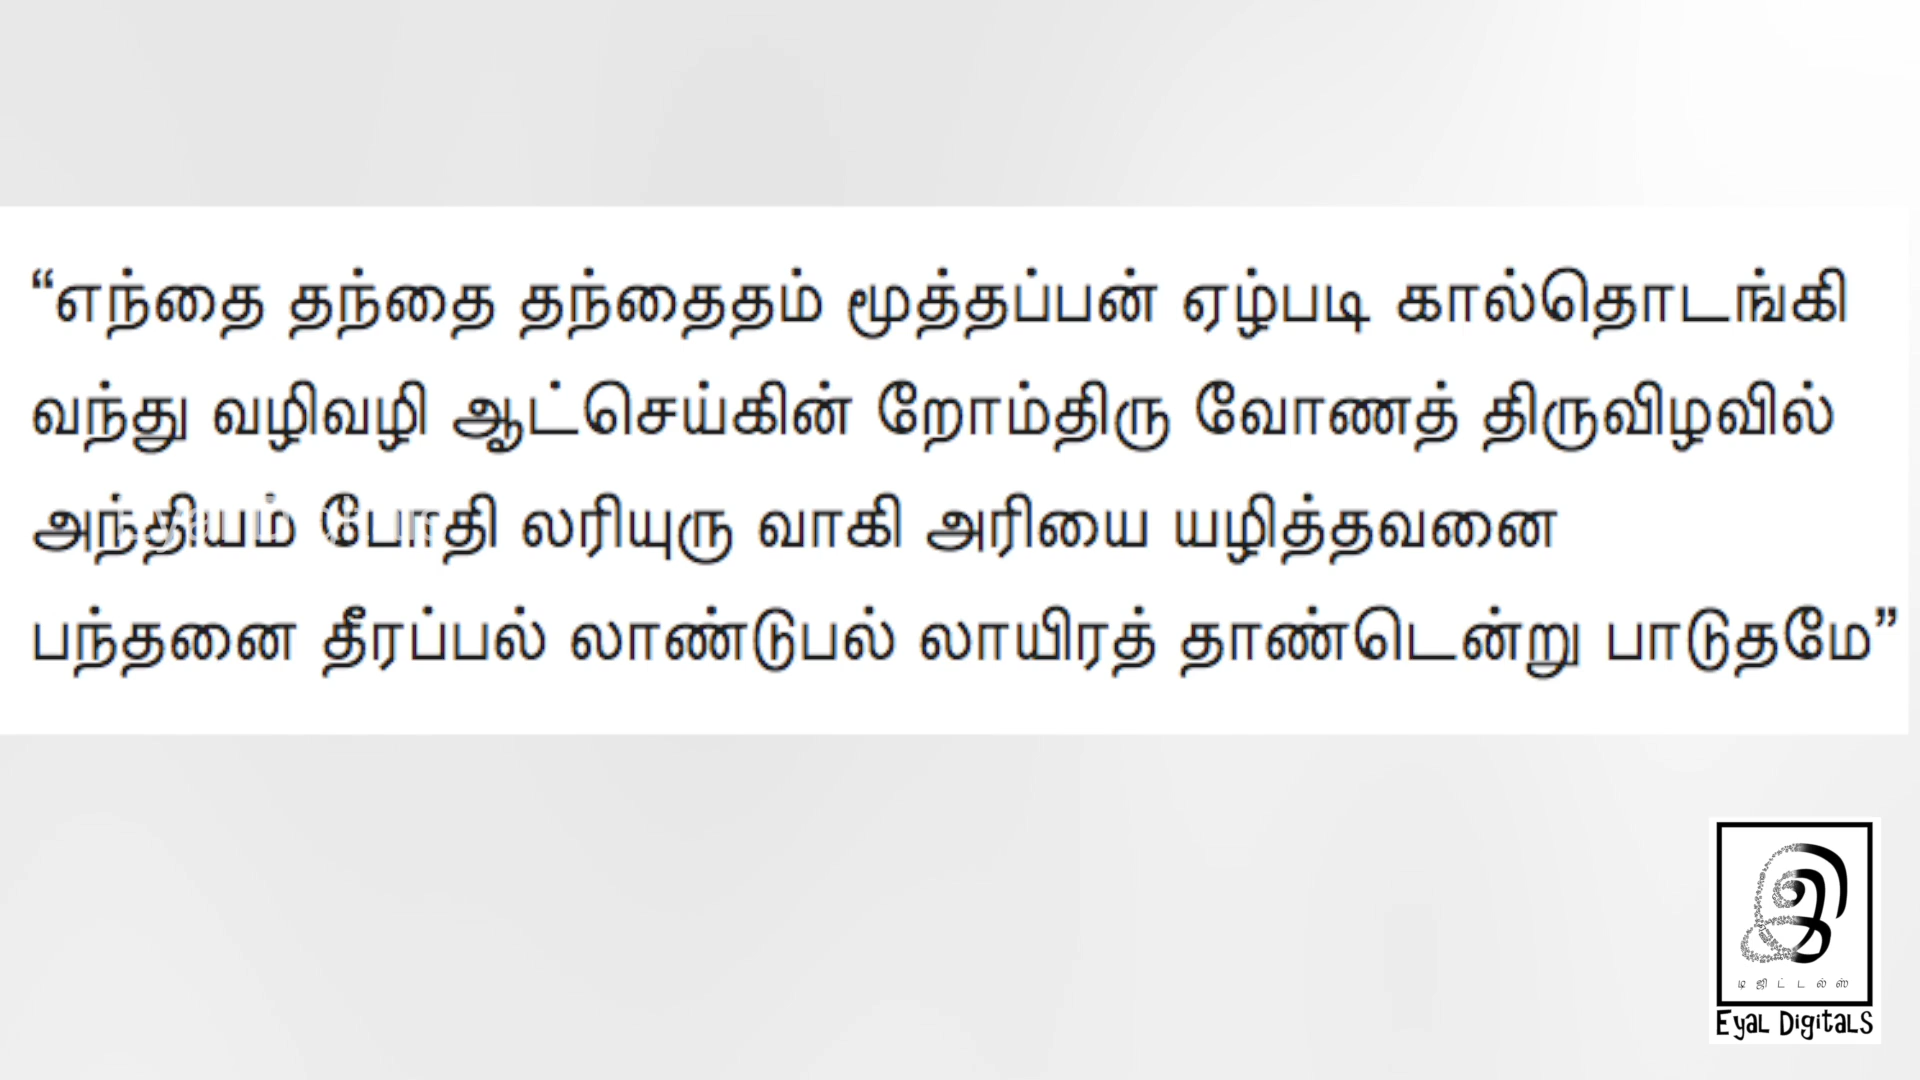 “எந்தை தந்தை தந்தைதம் மூத்தப்பன் ஏழ்படி கால்தொடங்கி
வந்து வழிவழி ஆட்செய்கின் றோம்திரு வோணத் திருவிழவில்
அந்தியம் போதி லரியுரு வாகி அரியை யழித்தவனை
பந்தனை தீரப்பல் லாண்டுபல் லாயிரத் தாண்டென்று பாடுதமே”
இ
டிஜிட்டல்ஸ்
Eyal Digitals